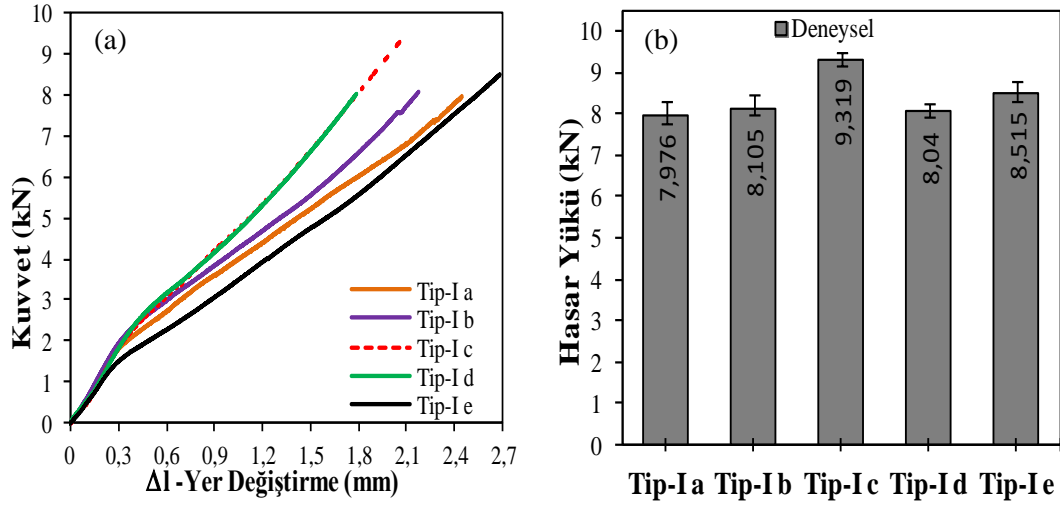 (a)
Kuvvet (kN)
10
9
8
7
6
5
4
3
2
1
0
0 0,3 0,6 0,9 1,2 1,5 1,8 2,1 2,4 2,7
Δl -Yer Değiştirme (mm)
Tip-I a
Tip-I b
Tip-I c
Tip-I d
Tip-I e
(b)
Deneysel
Hasar Yükü (kN)
10
9
8
7
6
5
4
3
2
1
0
7,976
8,105
9,319
8,04
8,515
Tip-I a Tip-I b Tip-I c Tip-I d Tip-I e